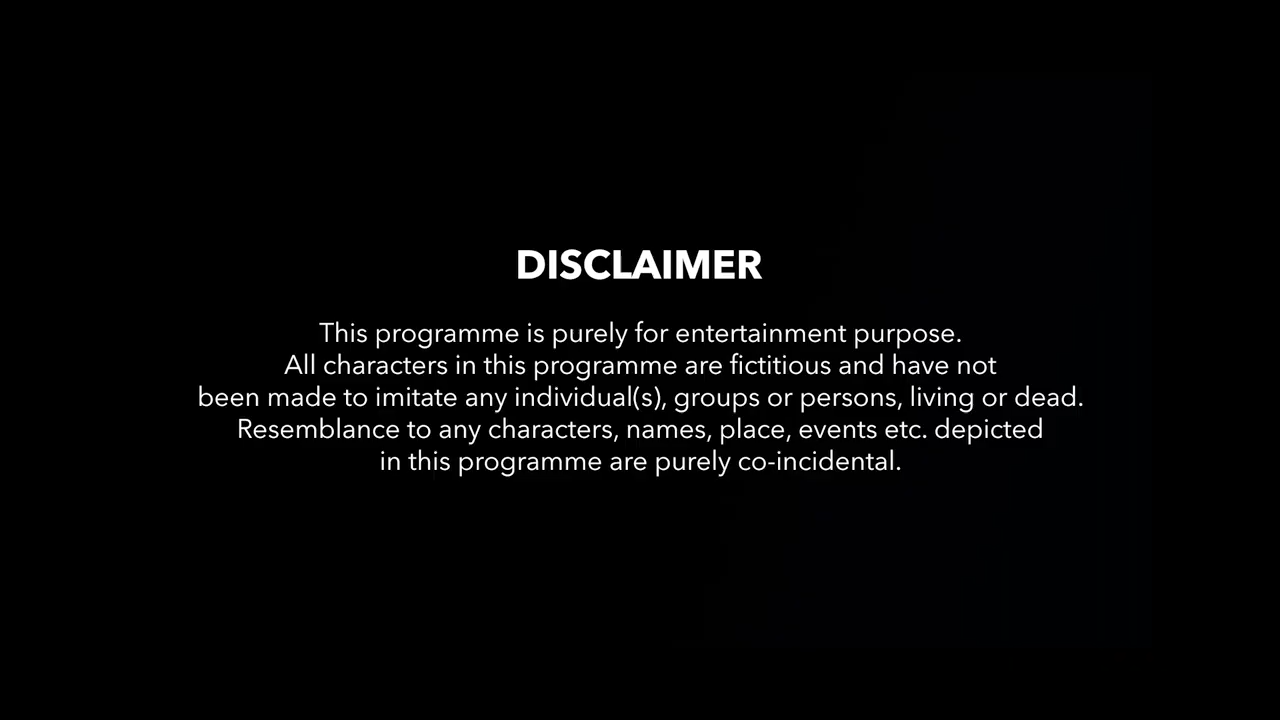 DISCLAIMER
This programme is purely for entertainment purpose.
All characters in this programme are fictitious and have not
been made to imitate any individual(s), groups or persons, living or dead.
Resemblance to any characters, names, place, events etc. depicted
in this programme are purely co-incidental.